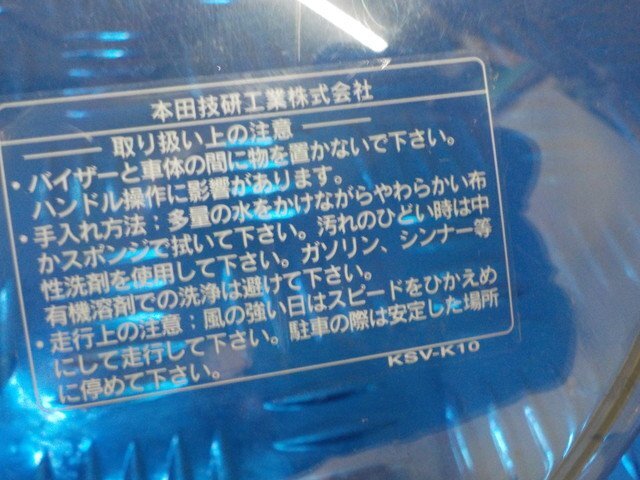 本田技研工業株式会社
取り扱い上の注意
・バイザーと車体の間に物を置かないで下さい。
ハンドル操作に影響があります。
・手入れ方法：多量の水をかけながらやわらかい布
かスポンジで拭いて下さい。汚れのひどい時は中
性洗剤を使用して下さい。ガソリン、シンナー等
有機溶剤での洗浄は避けて下さい。
・走行上の注意：風の強い日はスピードをひかえめ
にして走行して下さい。駐車の際は安定した場所
に停めて下さい。
KSV-K10